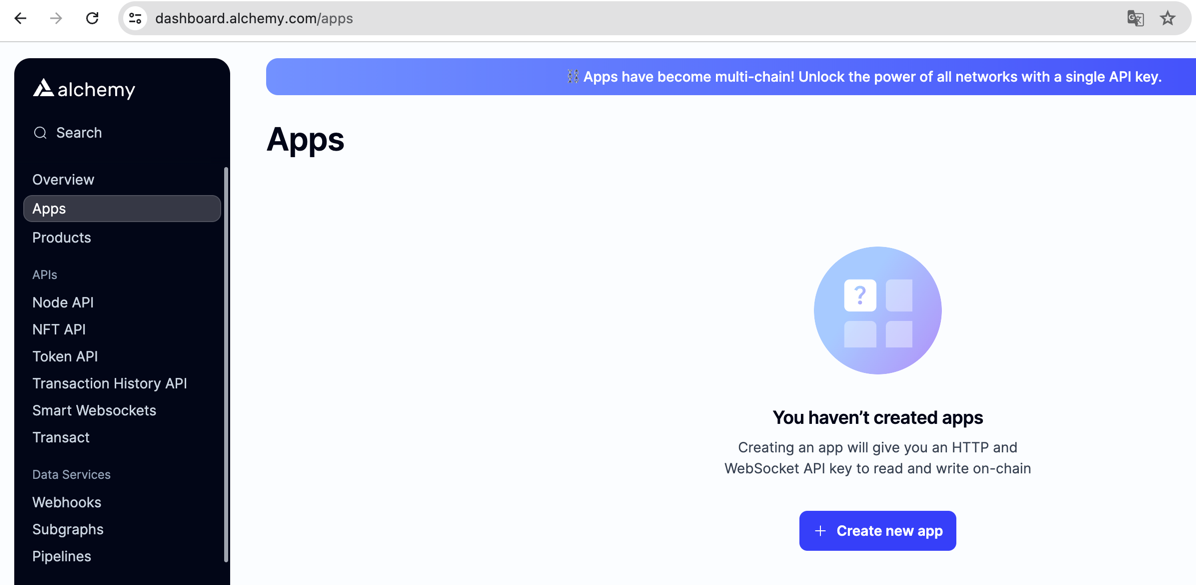 dashboard.alchemy.com/apps
alchemy
Search
Overview
Apps
Products
APIs
Node API
NFT API
Token API
Transaction History API
Smart Websockets
Transact
Data Services
Webhooks
Subgraphs
Pipelines
Apps have become multi-chain! Unlock the power of all networks with a single API key.
Apps
?
You haven’t created apps
Creating an app will give you an HTTP and
WebSocket API key to read and write on-chain
+ Create new app